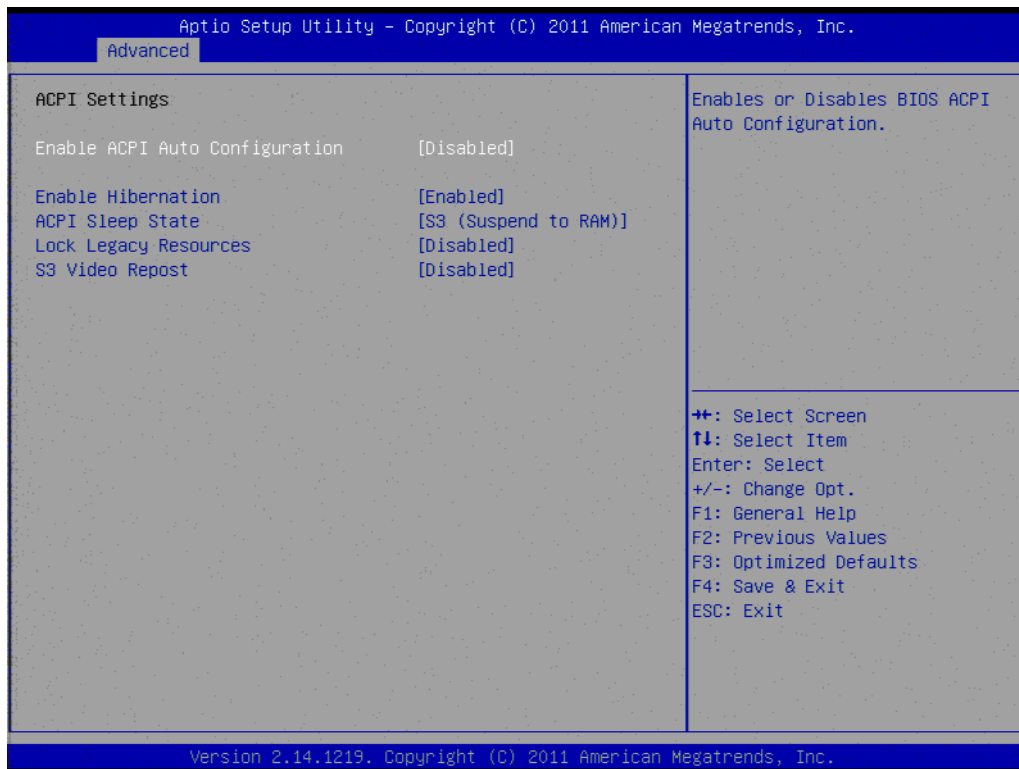 Aptio Setup Utility – Copyright (C) 2011 American Megatrends, Inc.
Advanced
ACPI Settings
Enable ACPI Auto Configuration [Disabled]
Enable Hibernation [Enabled]
ACPI Sleep State [S3 (Suspend to RAM)]
Lock Legacy Resources [Disabled]
S3 Video Repost [Disabled]
Enables or Disables BIOS ACPI
Auto Configuration.
→←: Select Screen
↑↓: Select Item
Enter: Select
+/-: Change Opt.
F1: General Help
F2: Previous Values
F3: Optimized Defaults
F4: Save & Exit
ESC: Exit
Version 2.14.1219. Copyright (C) 2011 American Megatrends, Inc.